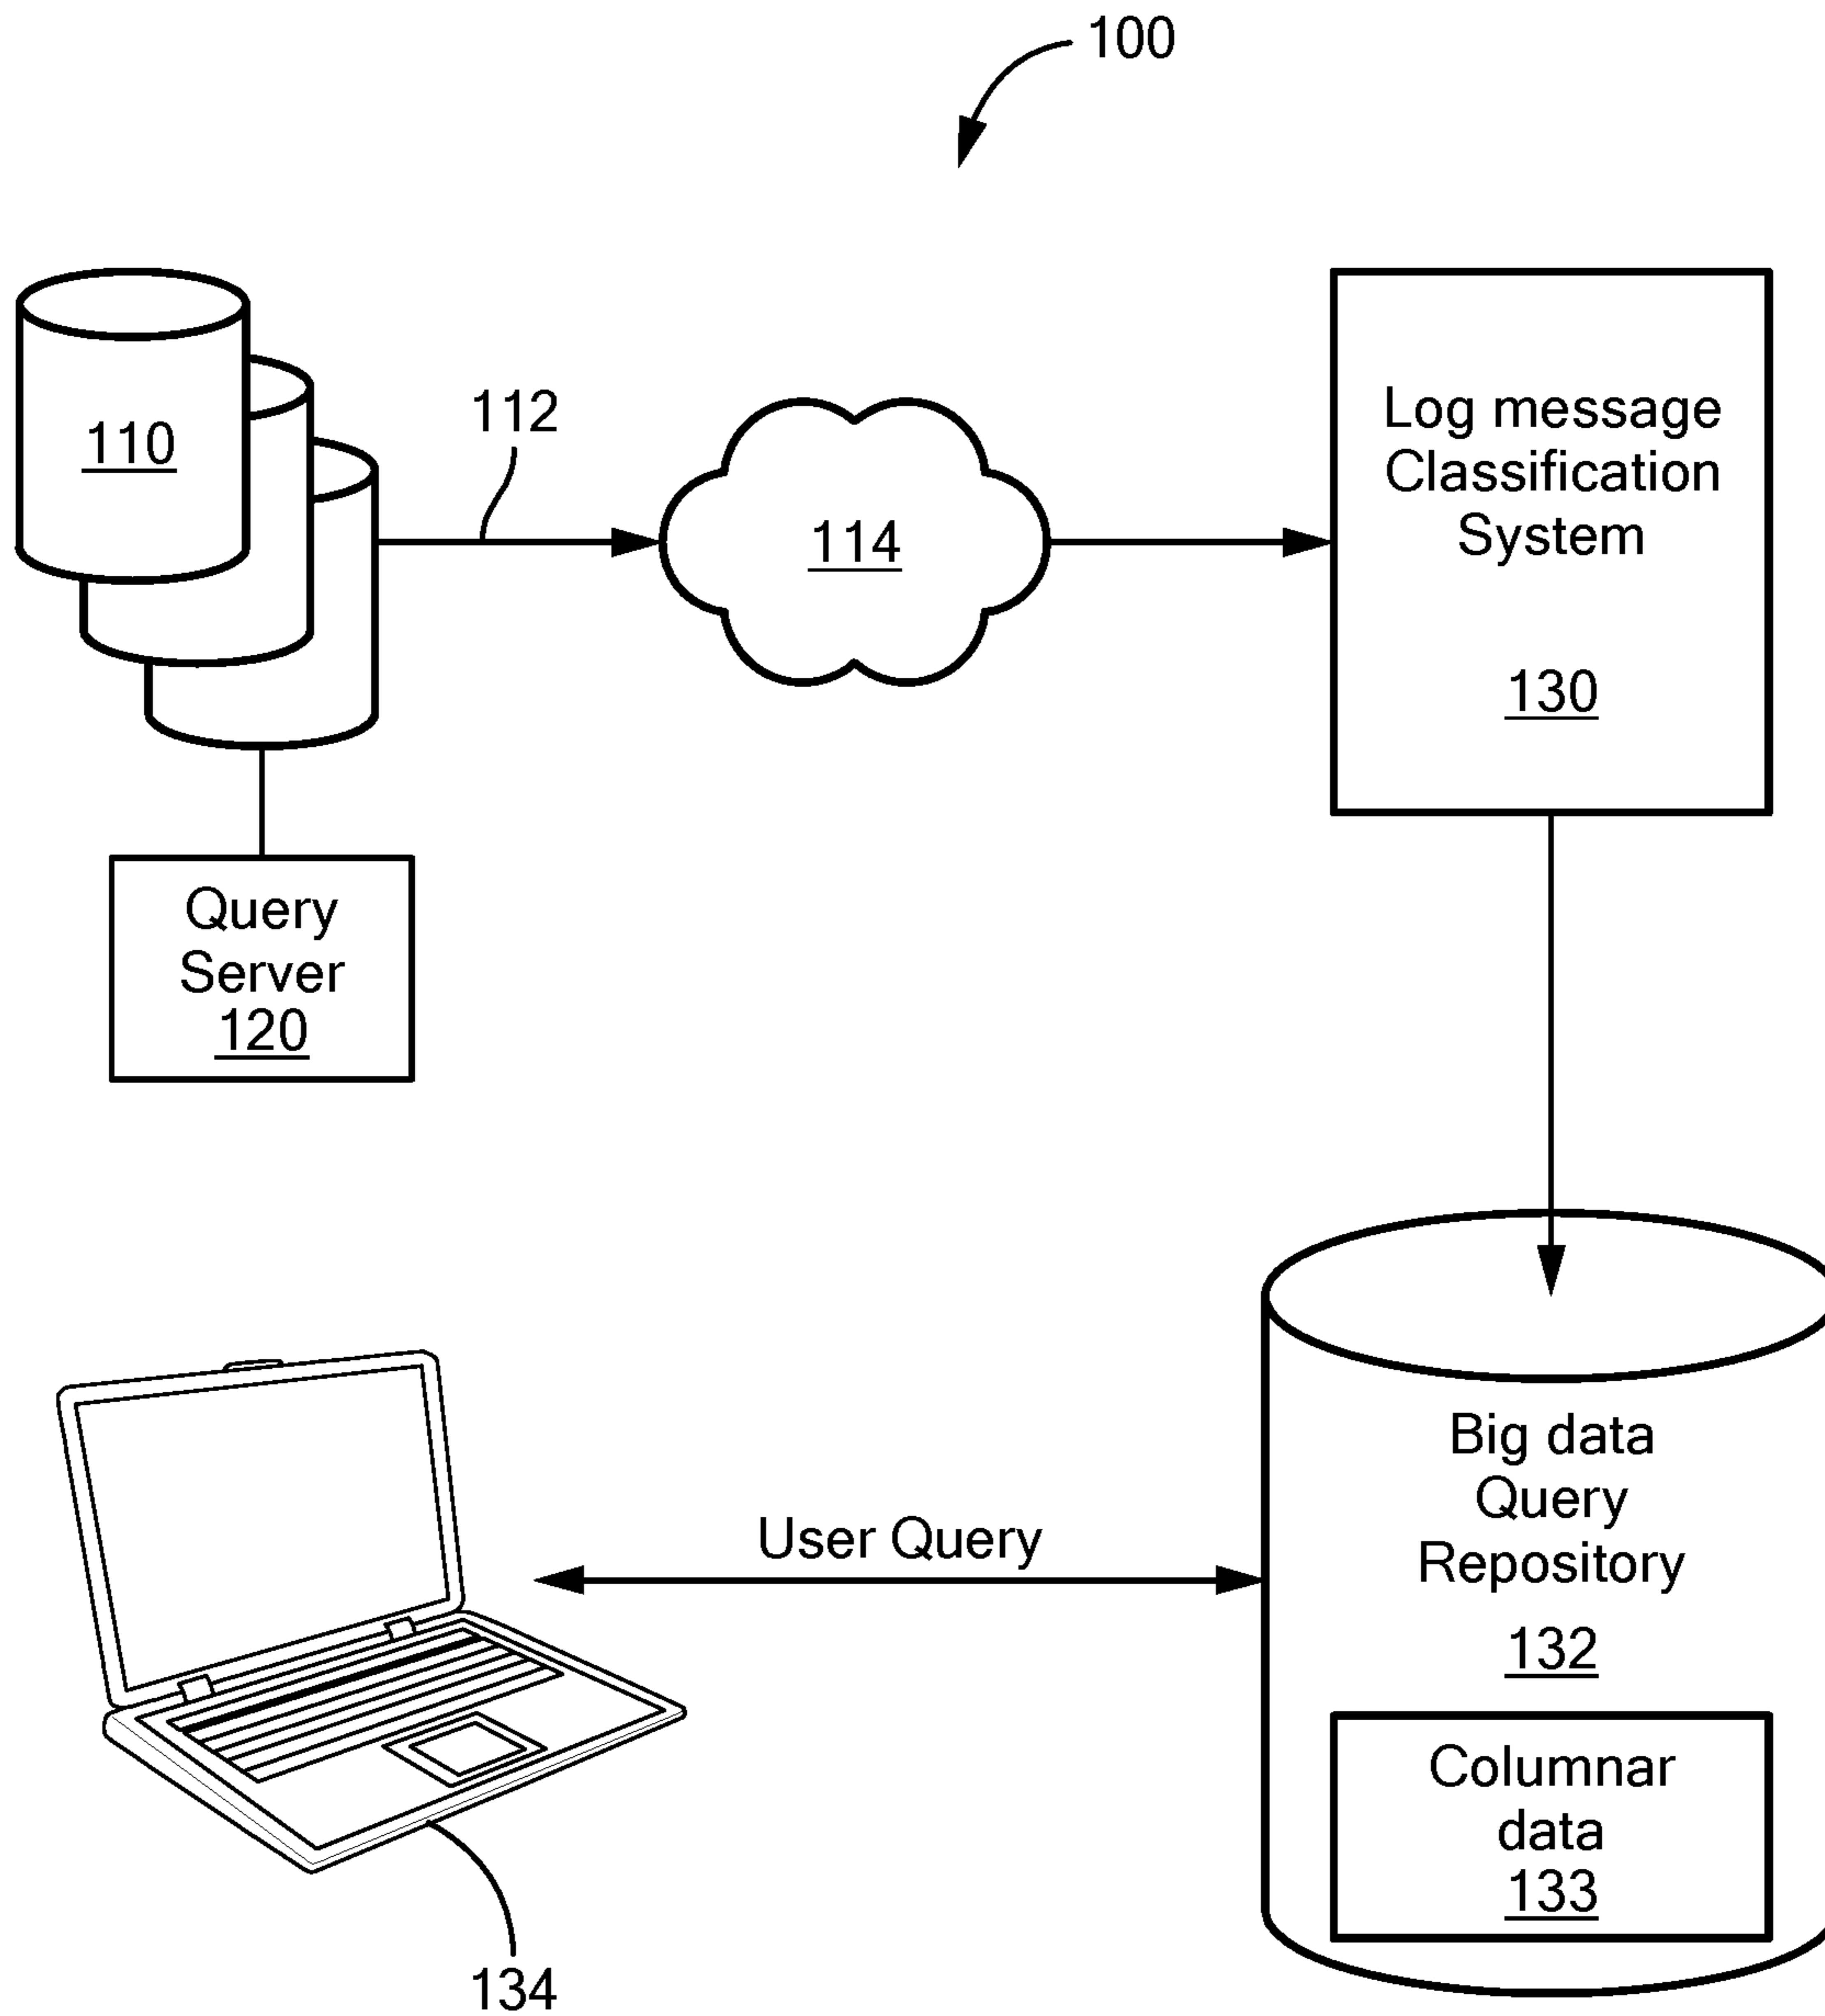 100
110
112
114
Log message
Classification
System
130
Query
Server
120
User Query
Big data
Query
Repository
132
Columnar
data
133
134